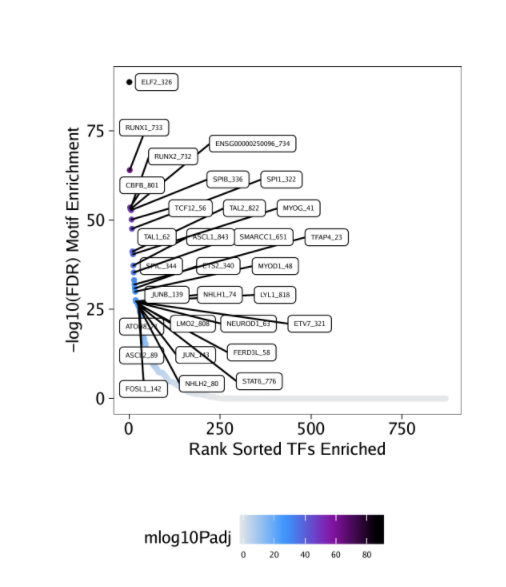 ELF2_326
RUNX1_733
ENSG00000250096_734
RUNX2_732
CBFB_801
SPIB_336
SPI1_322
TCF12_56
TAL2_822
MYOG_41
TAL1_62
ASCL1_843
SMARCC1_651
TFAP4_23
SPIC_344
ETS2_340
MYOD1_48
JUNB_139
NHLH1_74
LYL1_818
LMO2_808
NEUROD1_63
ETV7_321
ASCL2_89
JUN_143
FERD3L_58
FOSL1_142
NHLH2_80
STAT6_776
75
50
25
0
-log10(FDR) Motif Enrichment
0 250 500 750
Rank Sorted TFs Enriched
mlog10Padj
0 20 40 60 80